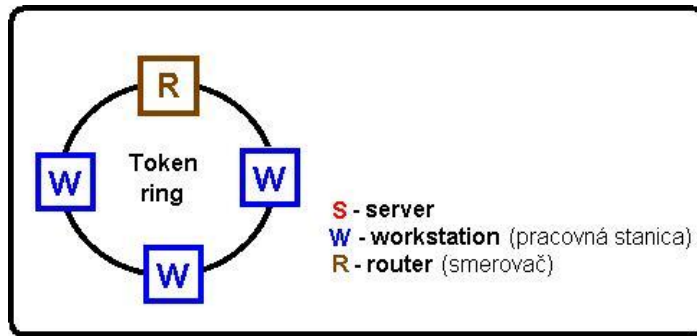 R
Token
ring
W
W
W
S - server
W - workstation (pracovná stanica)
R - router (smerovač)